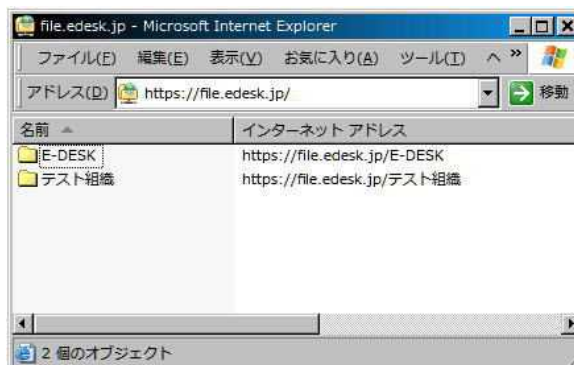 file.edesk.jp - Microsoft Internet Explorer
ファイル(F) 編集(E) 表示(V) お気に入り(A) ツール(T) ヘ »
アドレス(D) https://file.edesk.jp/ 移動
名前 インターネット アドレス
E-DESK https://file.edesk.jp/E-DESK
テスト組織 https://file.edesk.jp/テスト組織
2 個のオブジェクト